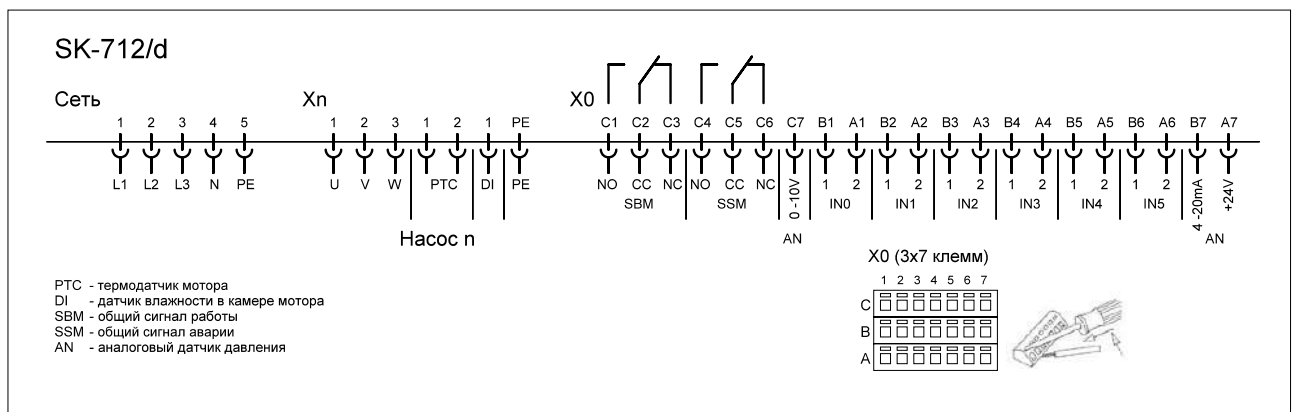 SK-712/d
Сеть Xn X0
1 2 3 4 5 1 2 3 1 2 1 PE C1 C2 C3 C4 C5 C6 C7 B1 A1 B2 A2 B3 A3 B4 A4 B5 A5 B6 A6 B7 A7
L1 L2 L3 N PE U V W PTC DI PE NO CC NC NO CC NC 0 -10V 1 2 1 2 1 2 1 2 1 2 1 2 4 -20mA +24V
SBM SSM IN0 IN1 IN2 IN3 IN4 IN5
Насос n AN AN
X0 (3x7 клемм)
1 2 3 4 5 6 7
C
B
A
PTC - термодатчик мотора
DI - датчик влажности в камере мотора
SBM - общий сигнал работы
SSM - общий сигнал аварии
AN - аналоговый датчик давления